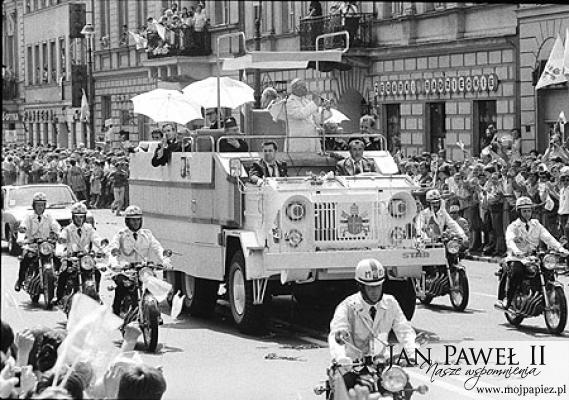 STAR
M
JAN PAWEŁ II
Nasze wspomnienia
www.mojpapiez.pl